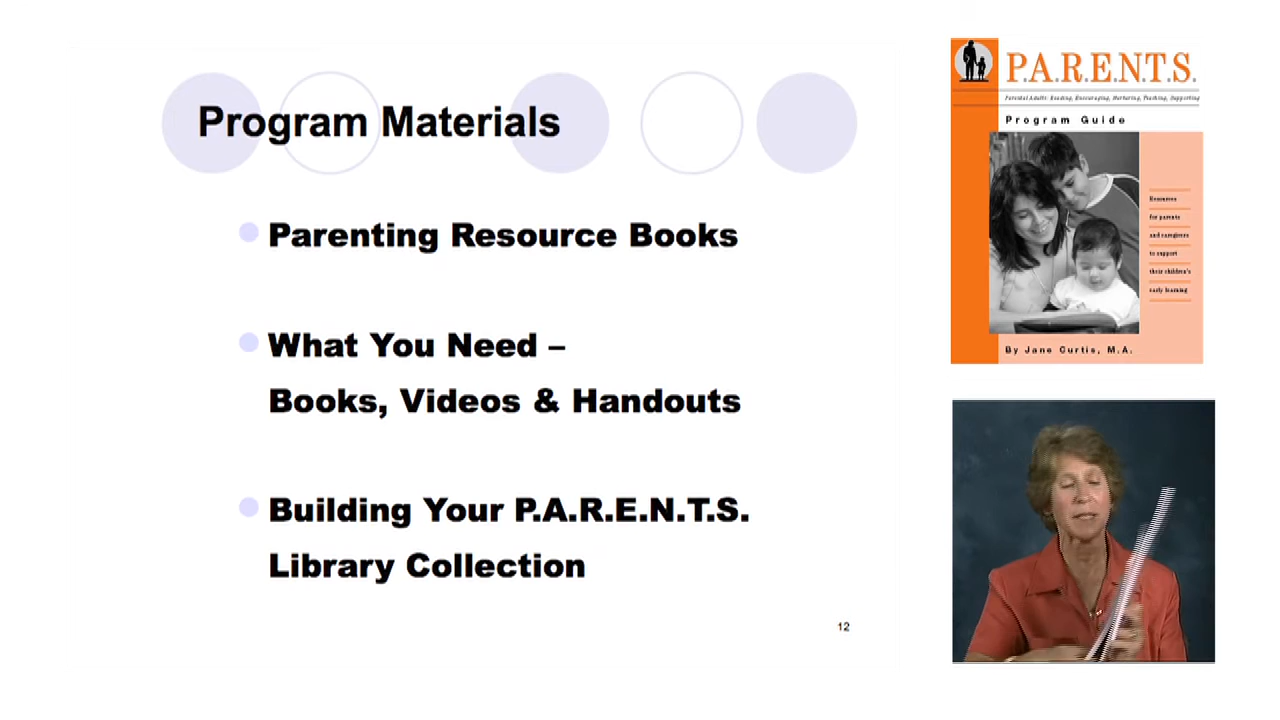 Program Materials
Parenting Resource Books
What You Need –
Books, Videos & Handouts
Building Your P.A.R.E.N.T.S.
Library Collection
12
P.A.R.E.N.T.S.
Parental Adults: Reading, Encouraging, Nurturing, Teaching, Supporting
Program Guide
Resources
for parents
and caregivers
to support
their children's
early learning
By Jane Curtis, M.A.